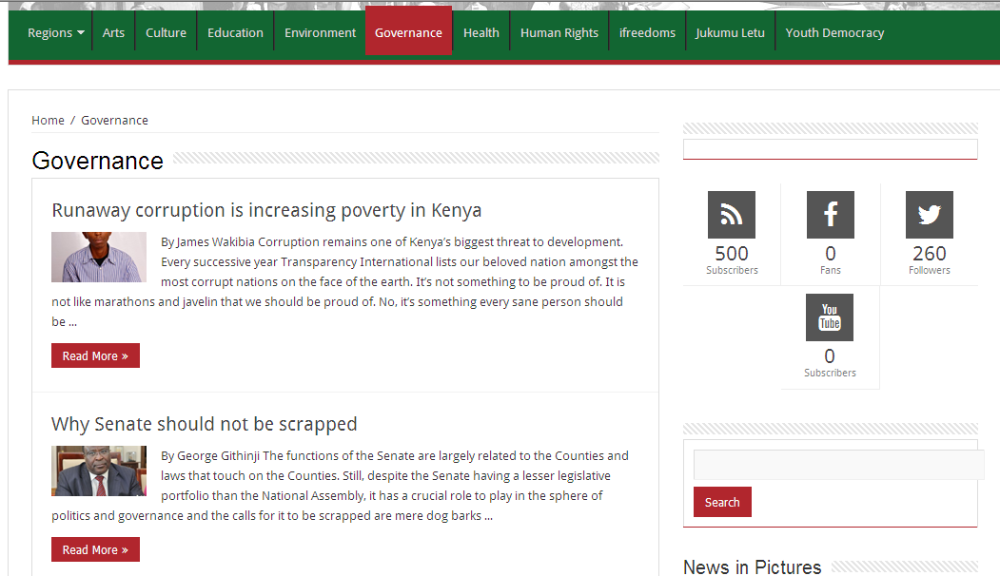 Regions
Arts
Culture
Education
Environment
Governance
Health
Human Rights
ifreedoms
Jukumu Letu
Youth Democracy
Home / Governance
Governance
Runaway corruption is increasing poverty in Kenya
By James Wakibia Corruption remains one of Kenya's biggest threat to development.
Every successive year Transparency International lists our beloved nation amongst the
most corrupt nations on the face of the earth. It's not something to be proud of. It is
not like marathons and javelin that we should be proud of. No, it's something every sane person should
be ...
Read More »
Why Senate should not be scrapped
By George Githinji The functions of the Senate are largely related to the Counties and
laws that touch on the Counties. Still, despite the Senate having a lesser legislative
portfolio than the National Assembly, it has a crucial role to play in the sphere of
politics and governance and the calls for it to be scrapped are mere dog barks ...
Read More »
500
Subscribers
0
Fans
260
Followers
You
Tube
0
Subscribers
Search
News in Pictures